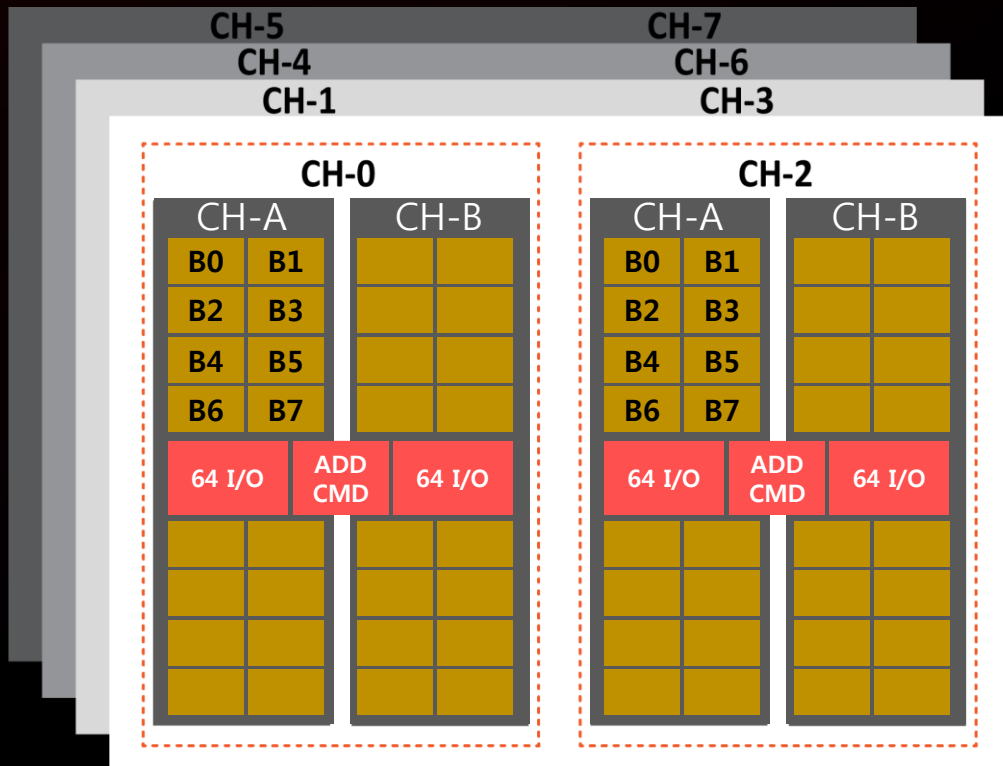 CH-5 CH-7
CH-4 CH-6
CH-1 CH-3
CH-0 CH-2
CH-A CH-B CH-A CH-B
B0 B1 B0 B1
B2 B3 B2 B3
B4 B5 B4 B5
B6 B7 B6 B7
64 I/O ADD CMD 64 I/O 64 I/O ADD CMD 64 I/O